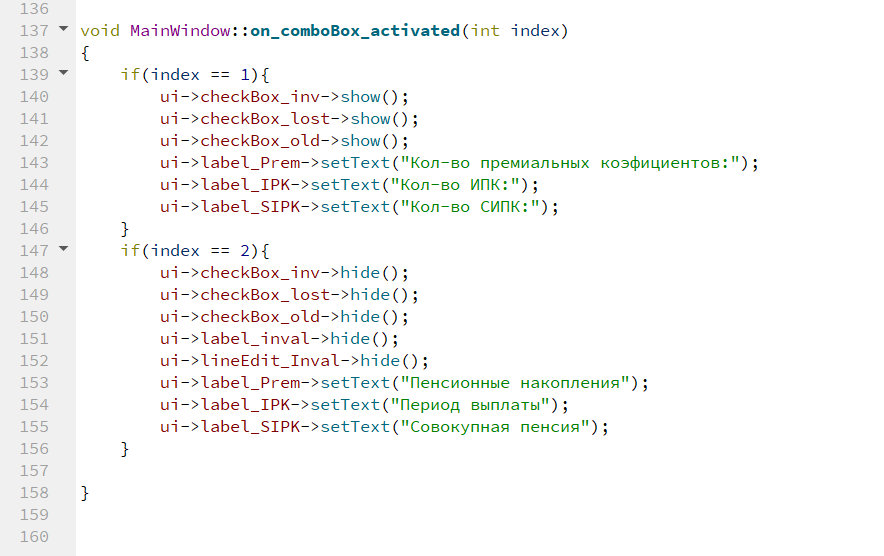 136
137 void MainWindow::on_comboBox_activated(int index)
138 {
139     if(index == 1){
140         ui->checkBox_inv->show();
141         ui->checkBox_lost->show();
142         ui->checkBox_old->show();
143         ui->label_Prem->setText("Кол-во премиальных коэфициентов:");
144         ui->label_IPK->setText("Кол-во ИПК:");
145         ui->label_SIPK->setText("Кол-во СИПК:");
146     }
147     if(index == 2){
148         ui->checkBox_inv->hide();
149         ui->checkBox_lost->hide();
150         ui->checkBox_old->hide();
151         ui->label_inval->hide();
152         ui->lineEdit_Inval->hide();
153         ui->label_Prem->setText("Пенсионные накопления");
154         ui->label_IPK->setText("Период выплаты");
155         ui->label_SIPK->setText("Совокупная пенсия");
156     }
157
158 }
159
160